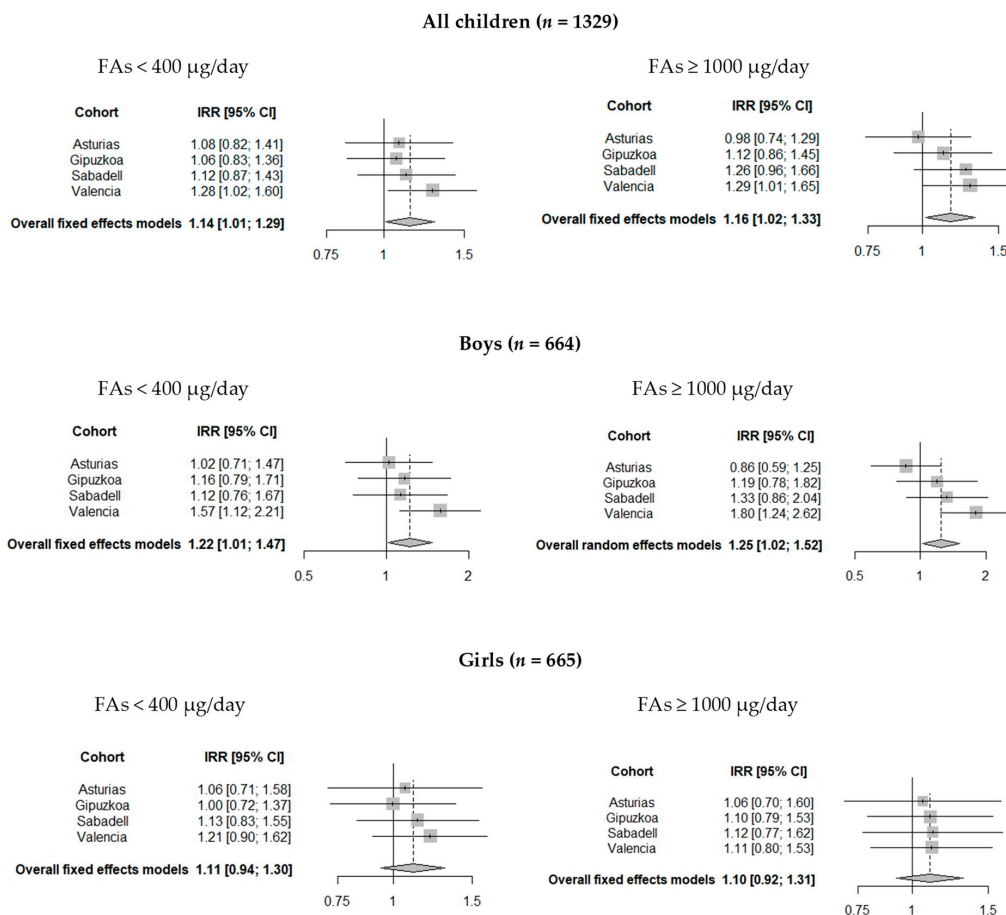 All children (n = 1329)
FAs < 400 µg/day
Cohort IRR [95% CI]
Asturias 1.08 [0.82; 1.41]
Gipuzkoa 1.06 [0.83; 1.36]
Sabadell 1.12 [0.87; 1.43]
Valencia 1.28 [1.02; 1.60]
Overall fixed effects models 1.14 [1.01; 1.29]
0.75 1 1.5
FAs ≥ 1000 µg/day
Cohort IRR [95% CI]
Asturias 0.98 [0.74; 1.29]
Gipuzkoa 1.12 [0.86; 1.45]
Sabadell 1.26 [0.96; 1.66]
Valencia 1.29 [1.01; 1.65]
Overall fixed effects models 1.16 [1.02; 1.33]
0.75 1 1.5
Boys (n = 664)
FAs < 400 µg/day
Cohort IRR [95% CI]
Asturias 1.02 [0.71; 1.47]
Gipuzkoa 1.16 [0.79; 1.71]
Sabadell 1.12 [0.76; 1.67]
Valencia 1.57 [1.12; 2.21]
Overall fixed effects models 1.22 [1.01; 1.47]
0.5 1 2
FAs ≥ 1000 µg/day
Cohort IRR [95% CI]
Asturias 0.86 [0.59; 1.25]
Gipuzkoa 1.19 [0.78; 1.82]
Sabadell 1.33 [0.86; 2.04]
Valencia 1.80 [1.24; 2.62]
Overall random effects models 1.25 [1.02; 1.52]
0.5 1 2
Girls (n = 665)
FAs < 400 µg/day
Cohort IRR [95% CI]
Asturias 1.06 [0.71; 1.58]
Gipuzkoa 1.00 [0.72; 1.37]
Sabadell 1.13 [0.83; 1.55]
Valencia 1.21 [0.90; 1.62]
Overall fixed effects models 1.11 [0.94; 1.30]
0.75 1 1.5
FAs ≥ 1000 µg/day
Cohort IRR [95% CI]
Asturias 1.06 [0.70; 1.60]
Gipuzkoa 1.10 [0.79; 1.53]
Sabadell 1.12 [0.77; 1.62]
Valencia 1.11 [0.80; 1.53]
Overall fixed effects models 1.10 [0.92; 1.31]
0.75 1 1.5